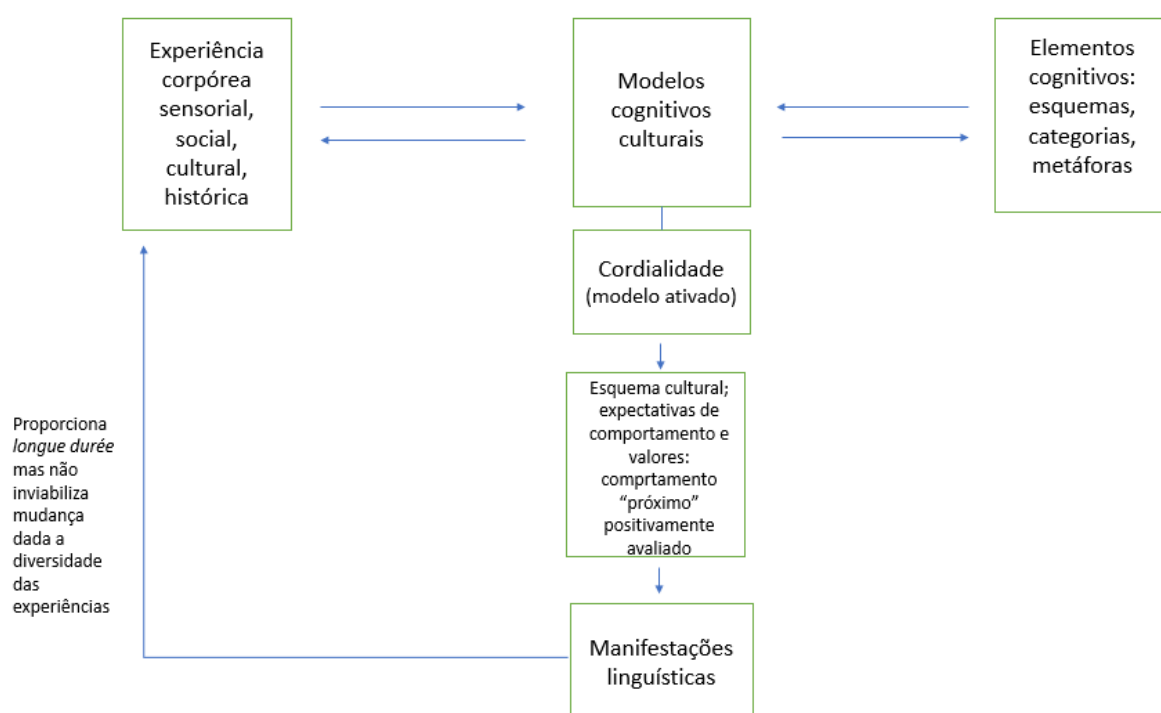 Experiência
corpórea
sensorial,
social,
cultural,
histórica
Modelos
cognitivos
culturais
Elementos
cognitivos:
esquemas,
categorias,
metáforas
Cordialidade
(modelo ativado)
Esquema cultural;
expectativas de
comportamento e
valores:
comprtamento
“próximo”
positivamente
avaliado
Proporciona
longue durée
mas não
inviabiliza
mudança
dada a
diversidade
das
experiências
Manifestações
linguísticas